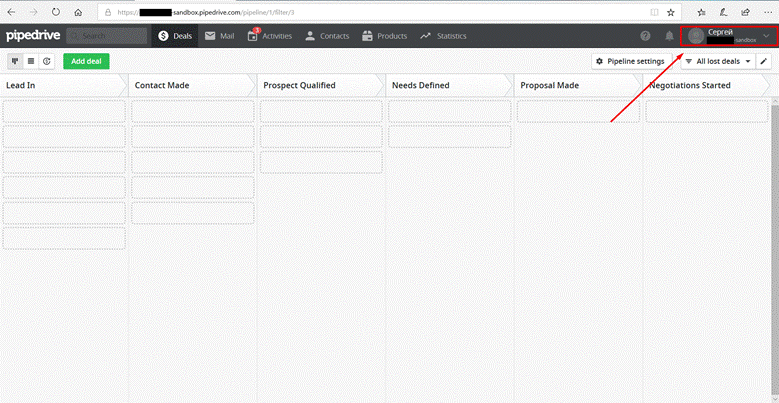 https://-sandbox.pipedrive.com/pipeline/1/filter/3
pipedrive
Search
Deals
Mail
3
Activities
Contacts
Products
Statistics
?
Сергей
-sandbox
Add deal
Pipeline settings
All lost deals
Lead In
Contact Made
Prospect Qualified
Needs Defined
Proposal Made
Negotiations Started